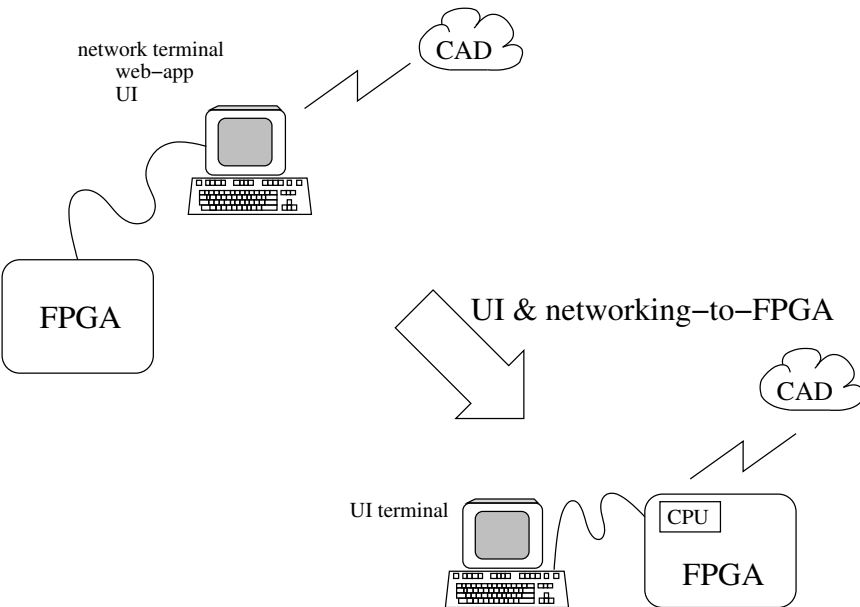 network terminal
web−app
UI
CAD
FPGA
UI & networking−to−FPGA
CAD
UI terminal
CPU
FPGA